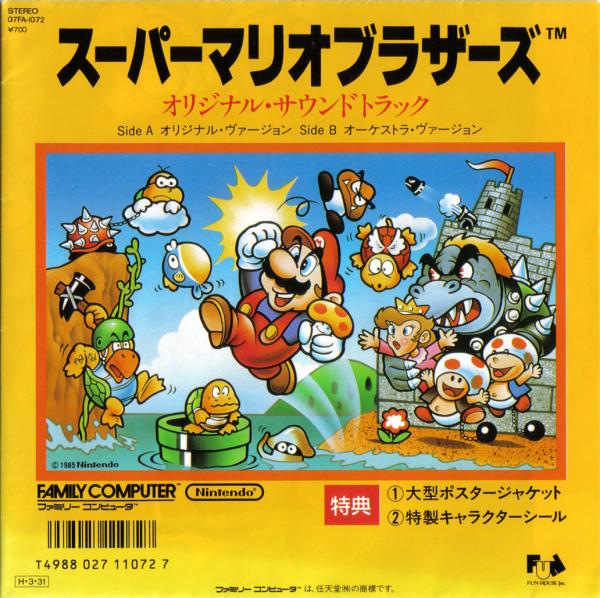 STEREO
07FA-1072
¥700
スーパーマリオブラザーズ™
オリジナル・サウンドトラック
Side A オリジナル・ヴァージョン Side B オーケストラ・ヴァージョン
© 1985 Nintendo
FAMILY COMPUTER™ Nintendo®
ファミリー コンピュータ™
特典
①大型ポスタージャケット
②特製キャラクターシール
T4988 027 11072 7
H・3・31
ファミリー コンピュータ™ は、任天堂㈱の商標です。
FUN
FUN HOUSE Inc.